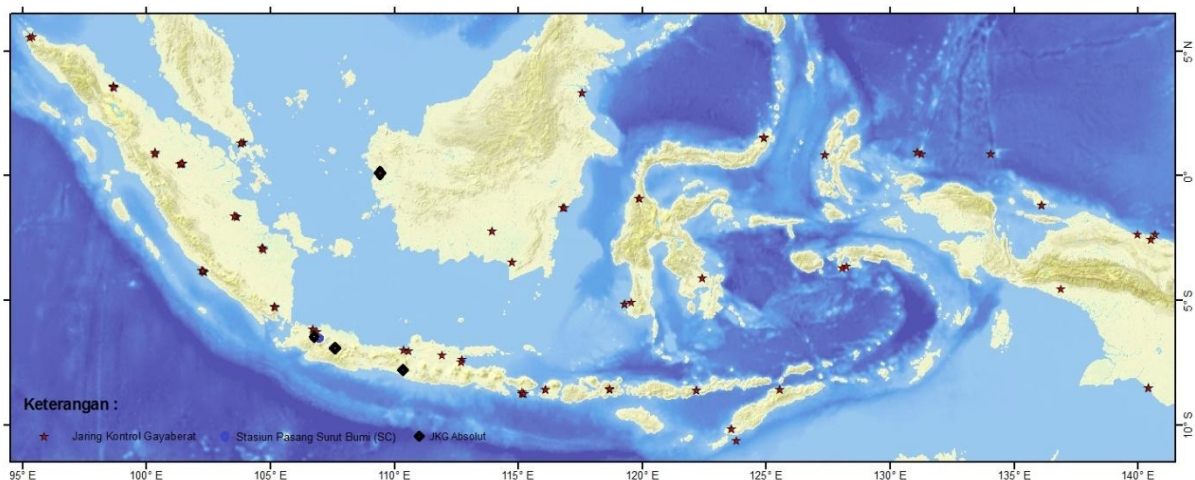 5°N
0°
5°S
10°S
Keterangan :
Jaring Kontrol Gayaberat
Stasiun Pasang Surut Bumi (SC)
JKG Absolut
95° E
100° E
105° E
110° E
115° E
120° E
125° E
130° E
135° E
140° E